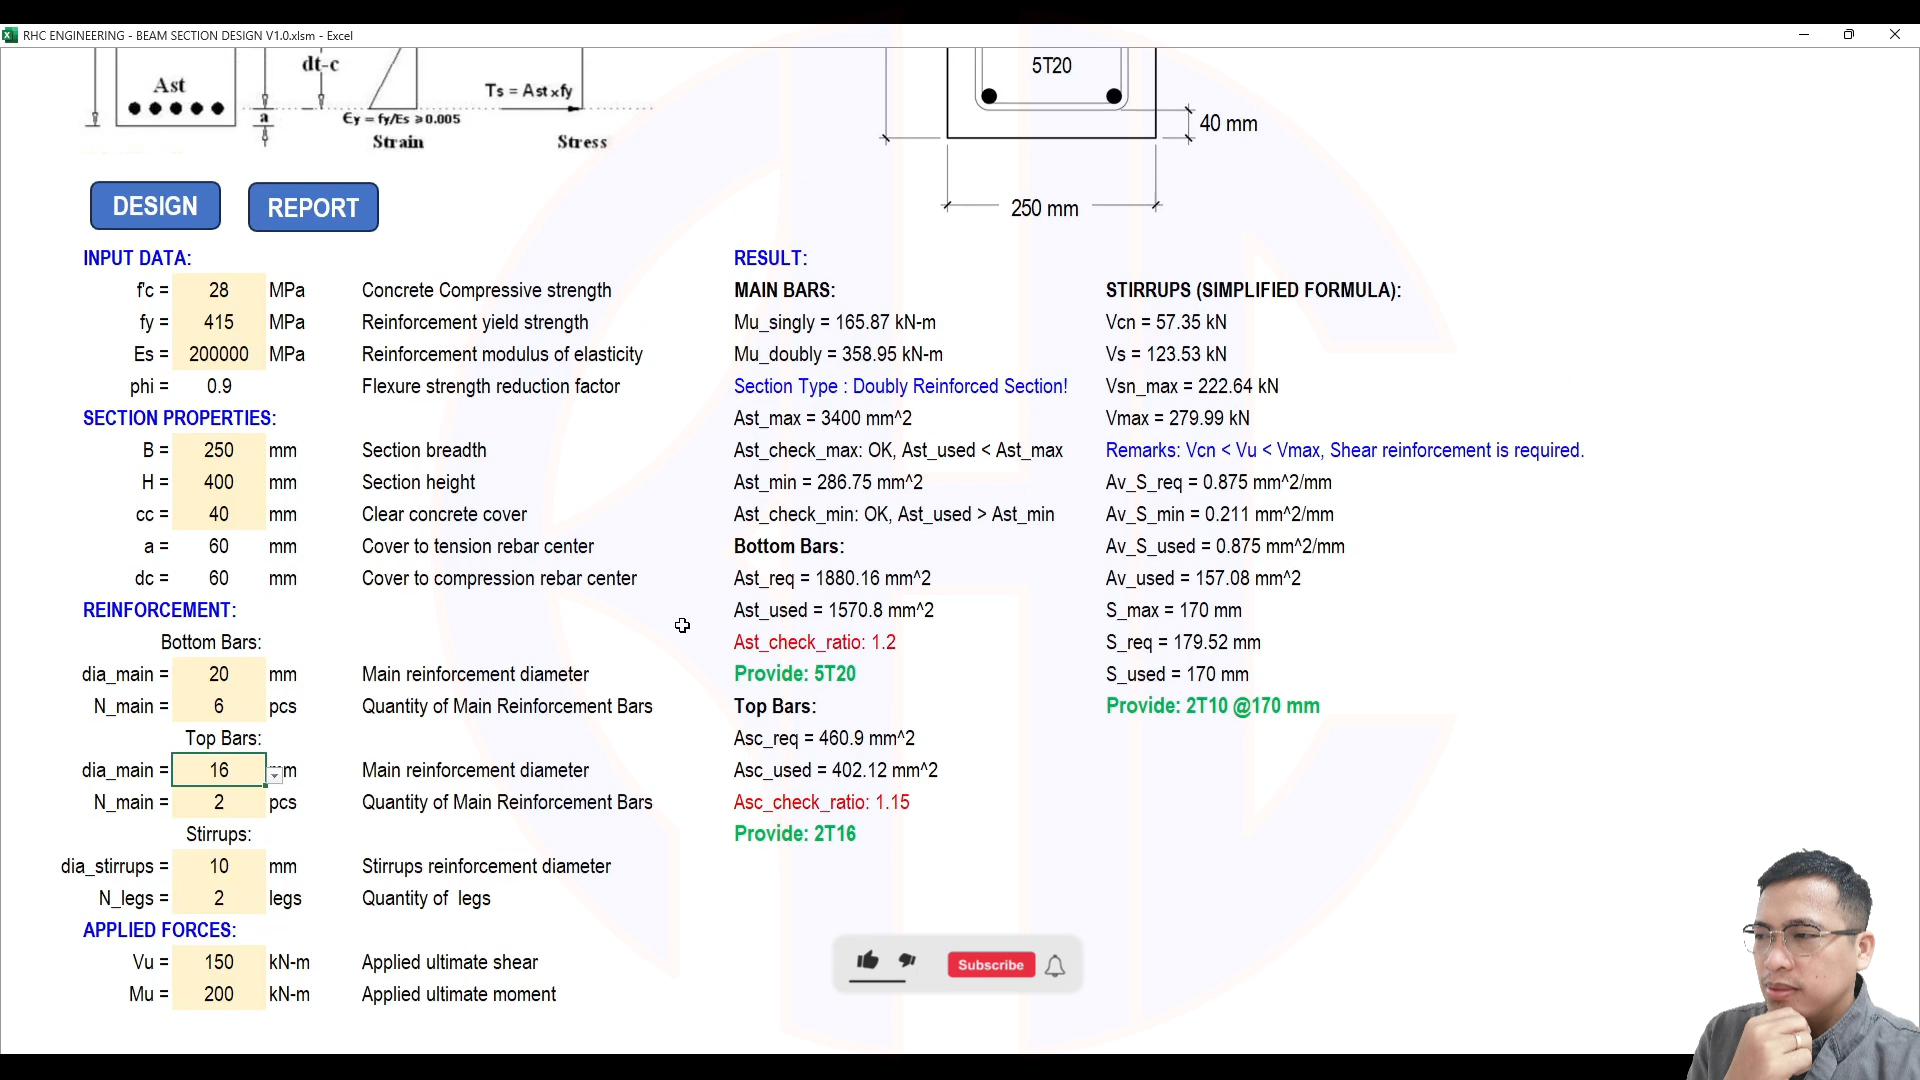 RHC ENGINEERING - BEAM SECTION DESIGN V1.0.xlsm - Excel
dt-c
Ast
a
Ts = Ast x fy
Ԑy = fy/Es ⩾ 0.005
Strain
Stress
5T20
40 mm
250 mm
DESIGN
REPORT
INPUT DATA:
f'c = 28 MPa Concrete Compressive strength
fy = 415 MPa Reinforcement yield strength
Es = 200000 MPa Reinforcement modulus of elasticity
phi = 0.9 Flexure strength reduction factor
SECTION PROPERTIES:
B = 250 mm Section breadth
H = 400 mm Section height
cc = 40 mm Clear concrete cover
a = 60 mm Cover to tension rebar center
dc = 60 mm Cover to compression rebar center
REINFORCEMENT:
Bottom Bars:
dia_main = 20 mm Main reinforcement diameter
N_main = 6 pcs Quantity of Main Reinforcement Bars
Top Bars:
dia_main = 16 mm Main reinforcement diameter
N_main = 2 pcs Quantity of Main Reinforcement Bars
Stirrups:
dia_stirrups = 10 mm Stirrups reinforcement diameter
N_legs = 2 legs Quantity of legs
APPLIED FORCES:
Vu = 150 kN-m Applied ultimate shear
Mu = 200 kN-m Applied ultimate moment
RESULT:
MAIN BARS:
Mu_singly = 165.87 kN-m
Mu_doubly = 358.95 kN-m
Section Type : Doubly Reinforced Section!
Ast_max = 3400 mm^2
Ast_check_max: OK, Ast_used < Ast_max
Ast_min = 286.75 mm^2
Ast_check_min: OK, Ast_used > Ast_min
Bottom Bars:
Ast_req = 1880.16 mm^2
Ast_used = 1570.8 mm^2
Ast_check_ratio: 1.2
Provide: 5T20
Top Bars:
Asc_req = 460.9 mm^2
Asc_used = 402.12 mm^2
Asc_check_ratio: 1.15
Provide: 2T16
STIRRUPS (SIMPLIFIED FORMULA):
Vcn = 57.35 kN
Vs = 123.53 kN
Vsn_max = 222.64 kN
Vmax = 279.99 kN
Remarks: Vcn < Vu < Vmax, Shear reinforcement is required.
Av_S_req = 0.875 mm^2/mm
Av_S_min = 0.211 mm^2/mm
Av_S_used = 0.875 mm^2/mm
Av_used = 157.08 mm^2
S_max = 170 mm
S_req = 179.52 mm
S_used = 170 mm
Provide: 2T10 @170 mm
Subscribe